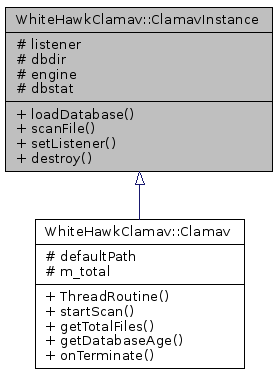 WhiteHawkClamav::ClamavInstance
# listener
# dbdir
# engine
# dbstat
+ loadDatabase()
+ scanFile()
+ setListener()
+ destroy()
WhiteHawkClamav::Clamav
# defaultPath
# m_total
+ ThreadRoutine()
+ startScan()
+ getTotalFiles()
+ getDatabaseAge()
+ onTerminate()